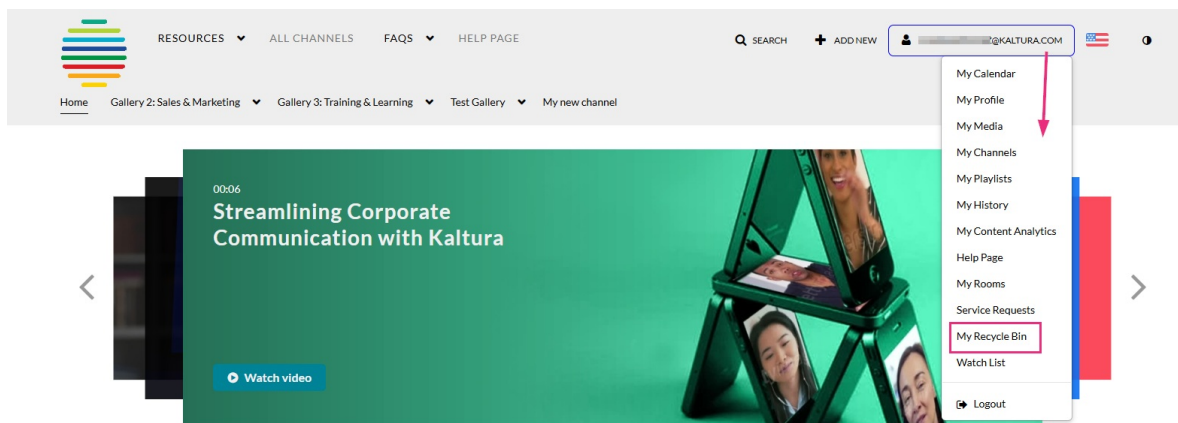 RESOURCES ALL CHANNELS FAQS HELP PAGE SEARCH ADD NEW @KALTURA.COM
Home Gallery 2: Sales & Marketing Gallery 3: Training & Learning Test Gallery My new channel
My Calendar
My Profile
My Media
My Channels
My Playlists
My History
My Content Analytics
Help Page
My Rooms
Service Requests
My Recycle Bin
Watch List
Logout
00:06
Streamlining Corporate
Communication with Kaltura
Watch video